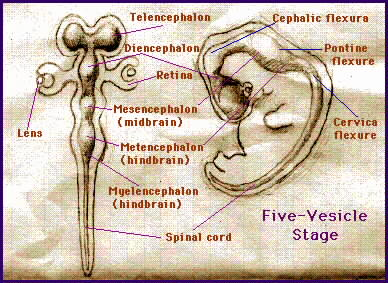 Telencephalon
Cephalic flexura
Diencephalon
Pontine
flexure
Retina
Mesencephalon
(midbrain)
Lens
Metencephalon
(hindbrain)
Cervica
flexure
Myelencephalon
(hindbrain)
Five-Vesicle
Stage
Spinal cord